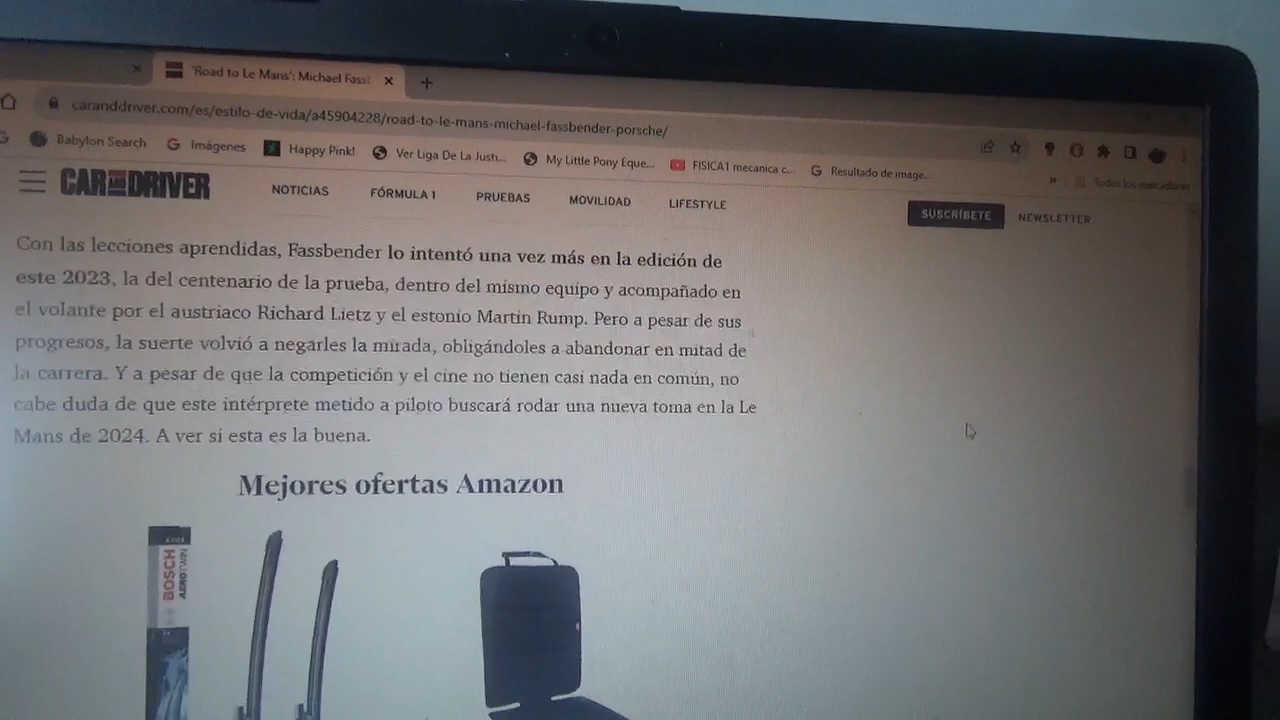 'Road to Le Mans': Michael Fass
caranddriver.com/es/estilo-de-vida/a45904228/road-to-le-mans-michael-fassbender-porsche/
Babylon Search
Imágenes
Happy Pink!
Ver Liga De La Justi...
My Little Pony Eque...
FISICA1 mecanica c...
Resultado de image...
Todos los marcadores
CAR AND DRIVER
NOTICIAS
FÓRMULA 1
PRUEBAS
MOVILIDAD
LIFESTYLE
SUSCRÍBETE
NEWSLETTER
Con las lecciones aprendidas, Fassbender lo intentó una vez más en la edición de
este 2023, la del centenario de la prueba, dentro del mismo equipo y acompañado en
el volante por el austriaco Richard Lietz y el estonio Martin Rump. Pero a pesar de sus
progresos, la suerte volvió a negarles la mirada, obligándoles a abandonar en mitad de
la carrera. Y a pesar de que la competición y el cine no tienen casi nada en común, no
cabe duda de que este intérprete metido a piloto buscará rodar una nueva toma en la Le
Mans de 2024. A ver si esta es la buena.
Mejores ofertas Amazon
BOSCH
AEROTWIN